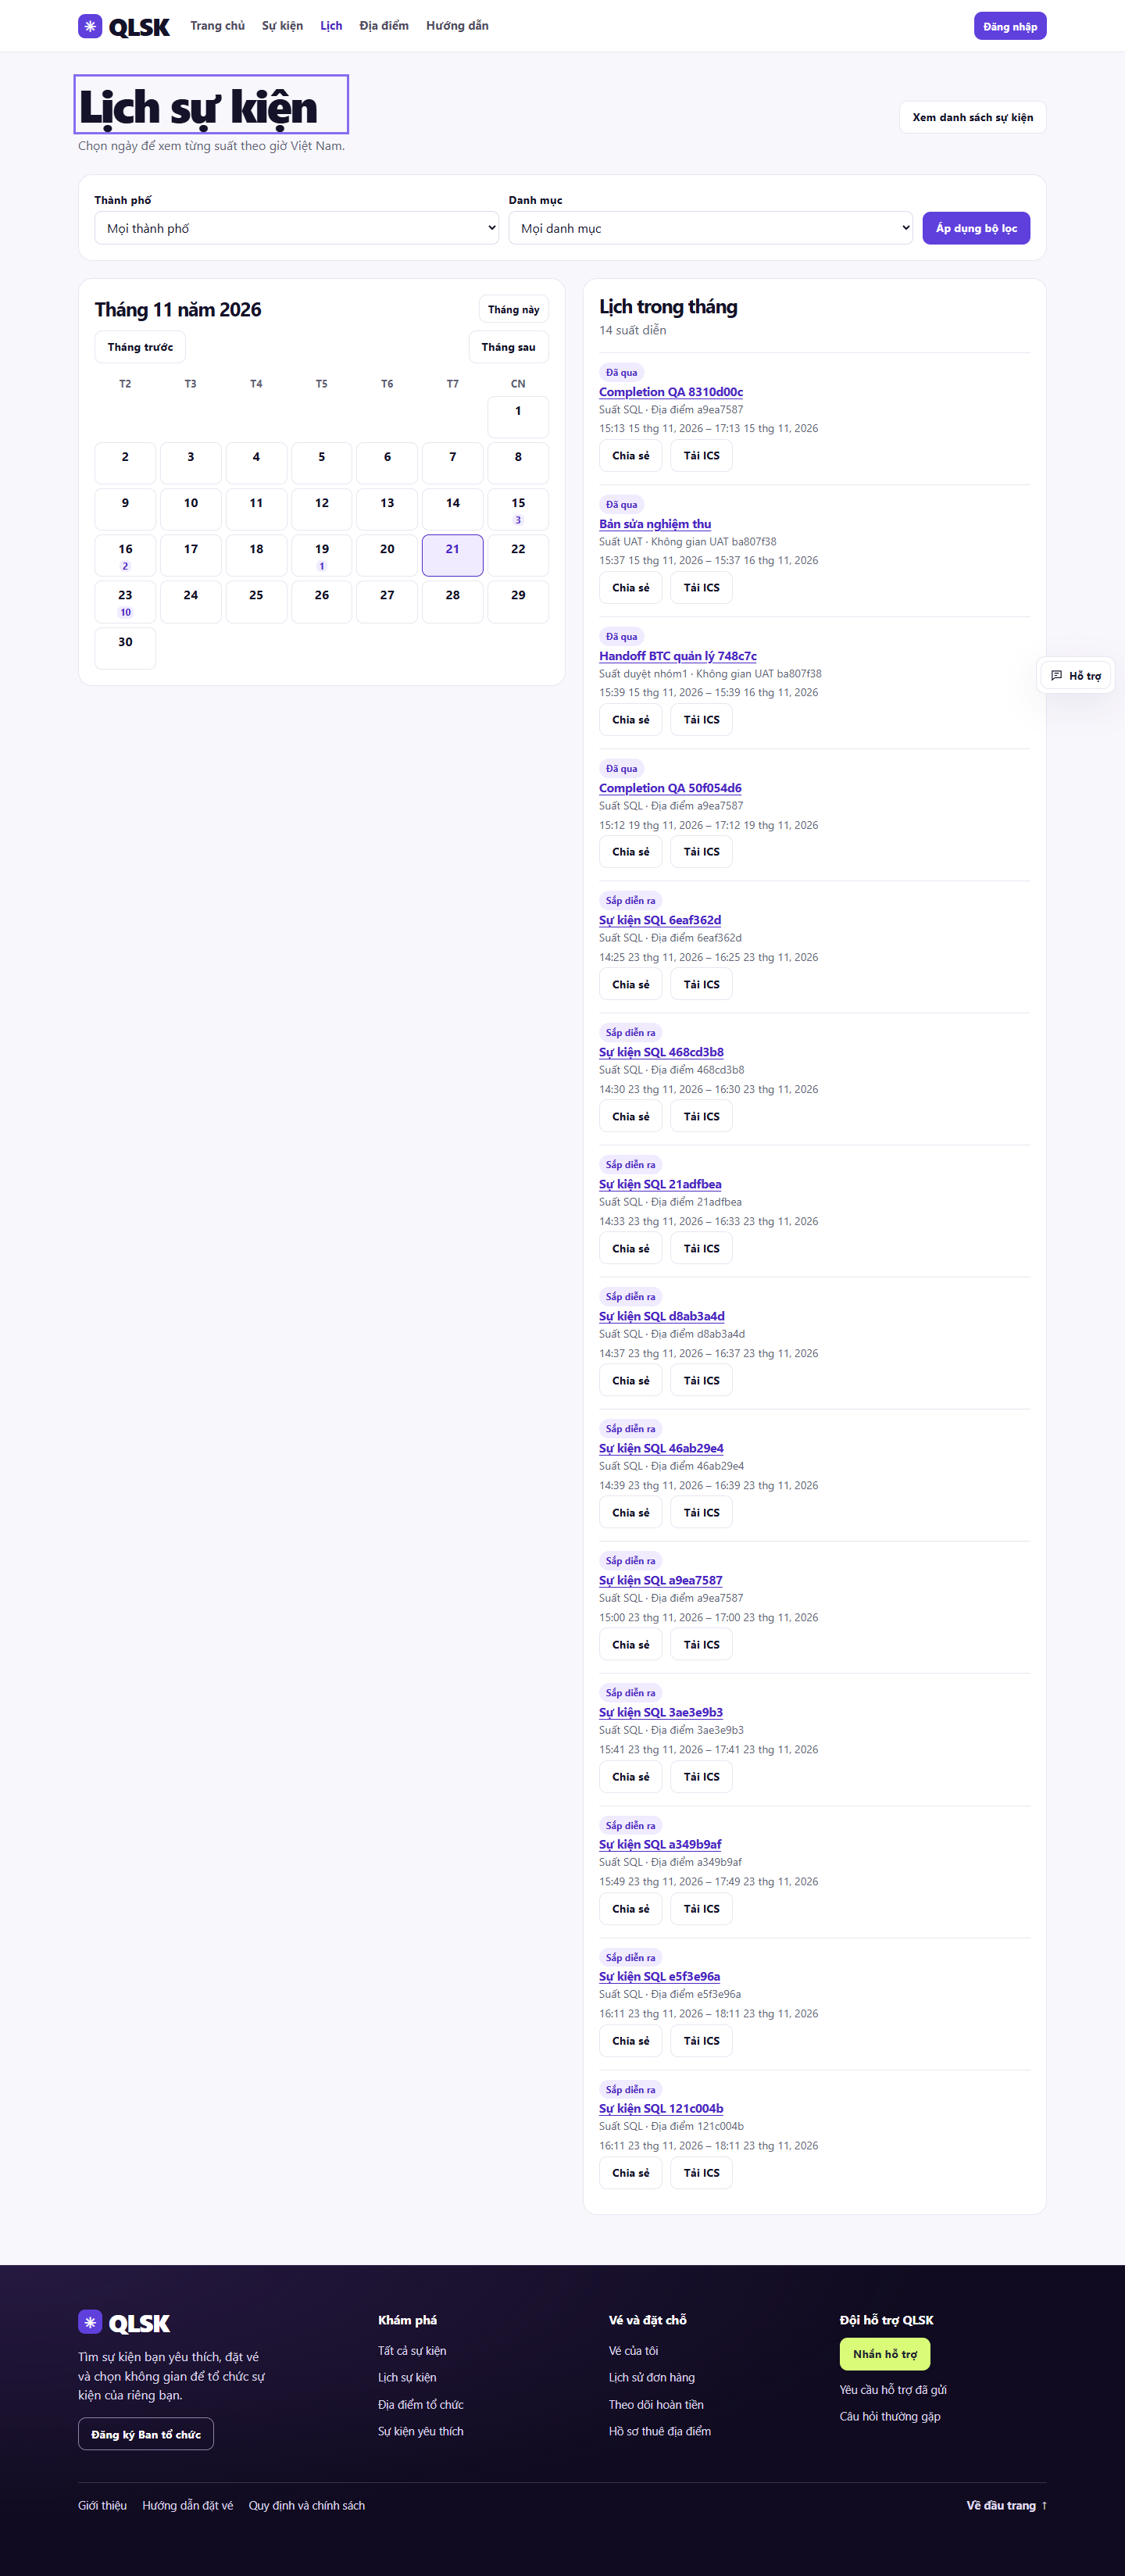 QLSK
Trang chủ
Sự kiện
Lịch
Địa điểm
Hướng dẫn
Đăng nhập
Lịch sự kiện
Chọn ngày để xem từng suất theo giờ Việt Nam.
Xem danh sách sự kiện
Thành phố
Mọi thành phố
Danh mục
Mọi danh mục
Áp dụng bộ lọc
Tháng 11 năm 2026
Tháng này
Tháng trước
Tháng sau
T2 T3 T4 T5 T6 T7 CN
1
2 3 4 5 6 7 8
9 10 11 12 13 14 15
3
16 17 18 19 20 21 22
2 1
23 24 25 26 27 28 29
10
30
Lịch trong tháng
14 suất diễn
Đã qua
Completion QA 8310d00c
Suất SQL · Địa điểm a9ea7587
15:13 15 thg 11, 2026 – 17:13 15 thg 11, 2026
Chia sẻ Tải ICS
Đã qua
Bản sửa nghiệm thu
Suất UAT · Không gian UAT ba807f38
15:37 15 thg 11, 2026 – 15:37 16 thg 11, 2026
Chia sẻ Tải ICS
Đã qua
Handoff BTC quản lý 748c7c
Suất duyệt nhóm1 · Không gian UAT ba807f38
15:39 15 thg 11, 2026 – 15:39 16 thg 11, 2026
Chia sẻ Tải ICS
Đã qua
Completion QA 50f054d6
Suất SQL · Địa điểm a9ea7587
15:12 19 thg 11, 2026 – 17:12 19 thg 11, 2026
Chia sẻ Tải ICS
Sắp diễn ra
Sự kiện SQL 6eaf362d
Suất SQL · Địa điểm 6eaf362d
14:25 23 thg 11, 2026 – 16:25 23 thg 11, 2026
Chia sẻ Tải ICS
Sắp diễn ra
Sự kiện SQL 468cd3b8
Suất SQL · Địa điểm 468cd3b8
14:30 23 thg 11, 2026 – 16:30 23 thg 11, 2026
Chia sẻ Tải ICS
Sắp diễn ra
Sự kiện SQL 21adfbea
Suất SQL · Địa điểm 21adfbea
14:33 23 thg 11, 2026 – 16:33 23 thg 11, 2026
Chia sẻ Tải ICS
Sắp diễn ra
Sự kiện SQL d8ab3a4d
Suất SQL · Địa điểm d8ab3a4d
14:37 23 thg 11, 2026 – 16:37 23 thg 11, 2026
Chia sẻ Tải ICS
Sắp diễn ra
Sự kiện SQL 46ab29e4
Suất SQL · Địa điểm 46ab29e4
14:39 23 thg 11, 2026 – 16:39 23 thg 11, 2026
Chia sẻ Tải ICS
Sắp diễn ra
Sự kiện SQL a9ea7587
Suất SQL · Địa điểm a9ea7587
15:00 23 thg 11, 2026 – 17:00 23 thg 11, 2026
Chia sẻ Tải ICS
Sắp diễn ra
Sự kiện SQL 3ae3e9b3
Suất SQL · Địa điểm 3ae3e9b3
15:41 23 thg 11, 2026 – 17:41 23 thg 11, 2026
Chia sẻ Tải ICS
Sắp diễn ra
Sự kiện SQL a349b9af
Suất SQL · Địa điểm a349b9af
15:49 23 thg 11, 2026 – 17:49 23 thg 11, 2026
Chia sẻ Tải ICS
Sắp diễn ra
Sự kiện SQL e5f3e96a
Suất SQL · Địa điểm e5f3e96a
16:11 23 thg 11, 2026 – 18:11 23 thg 11, 2026
Chia sẻ Tải ICS
Sắp diễn ra
Sự kiện SQL 121c004b
Suất SQL · Địa điểm 121c004b
16:11 23 thg 11, 2026 – 18:11 23 thg 11, 2026
Chia sẻ Tải ICS
Hỗ trợ
QLSK
Tìm sự kiện bạn yêu thích, đặt vé
và chọn không gian để tổ chức sự
kiện của riêng bạn.
Đăng ký Ban tổ chức
Khám phá
Tất cả sự kiện
Lịch sự kiện
Địa điểm tổ chức
Sự kiện yêu thích
Vé và đặt chỗ
Vé của tôi
Lịch sử đơn hàng
Theo dõi hoàn tiền
Hồ sơ thuê địa điểm
Đội hỗ trợ QLSK
Nhắn hỗ trợ
Yêu cầu hỗ trợ đã gửi
Câu hỏi thường gặp
Giới thiệu
Hướng dẫn đặt vé
Quy định và chính sách
Về đầu trang ↑